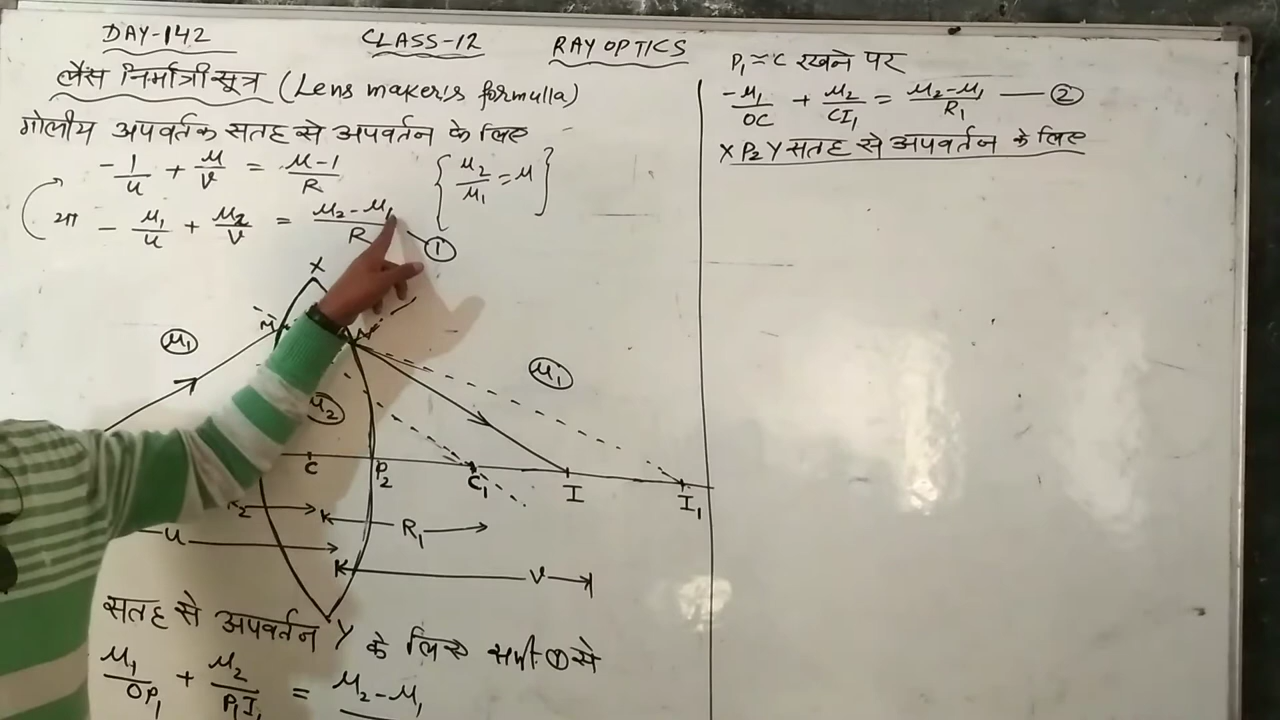 DAY-142 CLASS-12 RAY OPTICS
लैंस निर्मात्री सूत्र (Lens maker's formulla)
गोलीय अपवर्तक सतह से अपवर्तन के लिए
-1/u + μ/v = μ-1/R {μ2/μ1 = μ}
या -μ1/u + μ2/v = μ2-μ1/R ①
X
M N
μ1 μ1
μ2
C P2 C1 I I1
R1
u
v
सतह से अपवर्तन Y के लिए समी. ① से
μ1/OP1 + μ2/P1I1 = μ2-μ1
P1≈C रखने पर
-μ1/OC + μ2/CI1 = μ2-μ1/R1 — ②
XP2Y सतह से अपवर्तन के लिए